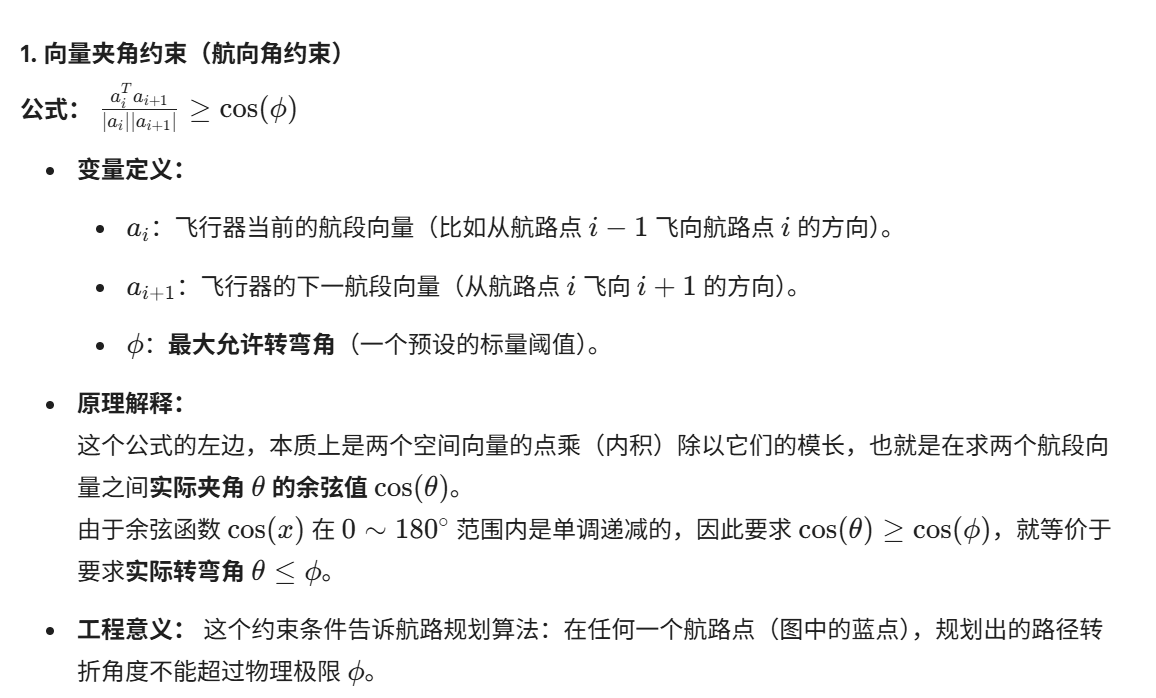 1. 向量夹角约束（航向角约束）
公式： $\frac{a_i^T a_{i+1}}{|a_i||a_{i+1}|} \geq \cos(\phi)$
• 变量定义：
• $a_i$：飞行器当前的航段向量（比如从航路点 $i-1$ 飞向航路点 $i$ 的方向）。
• $a_{i+1}$：飞行器的下一航段向量（从航路点 $i$ 飞向 $i+1$ 的方向）。
• $\phi$：最大允许转弯角（一个预设的标量阈值）。
• 原理解释：
这个公式的左边，本质上是两个空间向量的点乘（内积）除以它们的模长，也就是在求两个航段向
量之间实际夹角 $\theta$ 的余弦值 $\cos(\theta)$。
由于余弦函数 $\cos(x)$ 在 $0 \sim 180^\circ$ 范围内是单调递减的，因此要求 $\cos(\theta) \geq \cos(\phi)$，就等价于
要求实际转弯角 $\theta \leq \phi$。
• 工程意义： 这个约束条件告诉航路规划算法：在任何一个航路点（图中的蓝点），规划出的路径转
折角度不能超过物理极限 $\phi$。